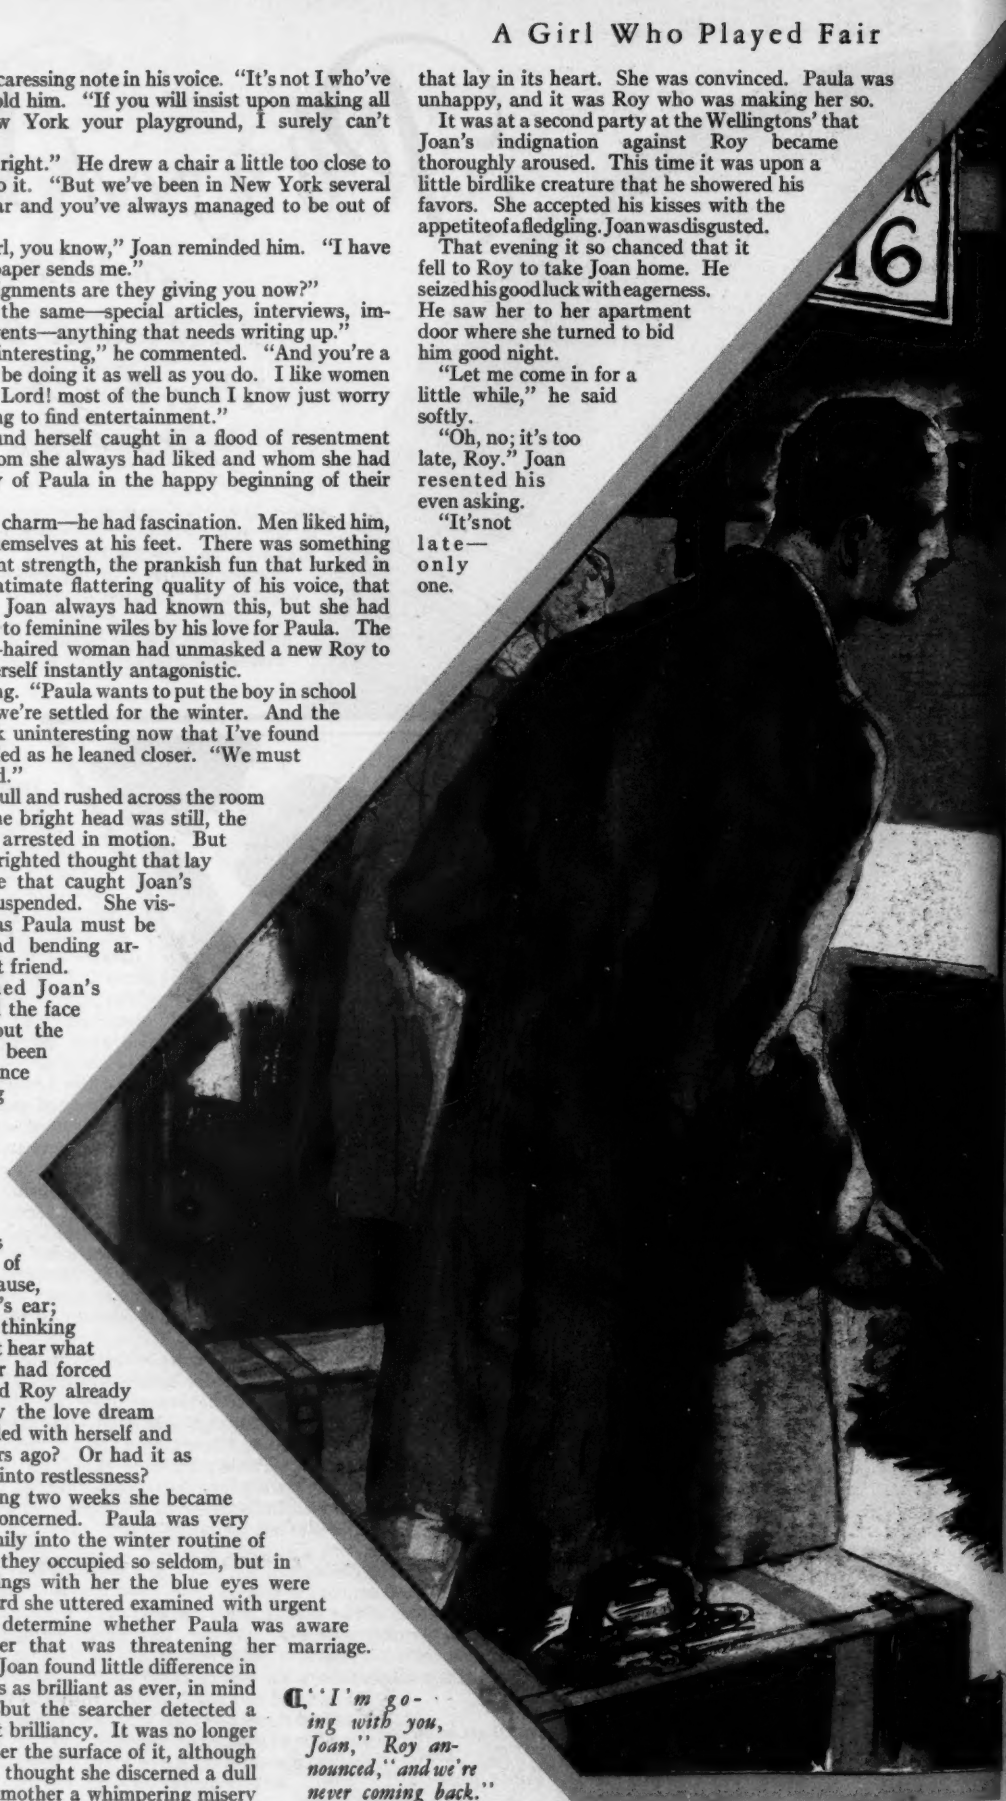 A Girl Who Played Fair
caressing note in his voice. "It's not I who've
old him. "If you will insist upon making all
w York your playground, I surely can't
right." He drew a chair a little too close to
o it. "But we've been in New York several
ar and you've always managed to be out of
rl, you know," Joan reminded him. "I have
paper sends me."
gnments are they giving you now?"
the same—special articles, interviews, im-
ents—anything that needs writing up."
interesting," he commented. "And you're a
be doing it as well as you do. I like women
Lord! most of the bunch I know just worry
ng to find entertainment."
und herself caught in a flood of resentment
om she always had liked and whom she had
y of Paula in the happy beginning of their
charm—he had fascination. Men liked him,
emselves at his feet. There was something
nt strength, the prankish fun that lurked in
ntimate flattering quality of his voice, that
Joan always had known this, but she had
to feminine wiles by his love for Paula. The
-haired woman had unmasked a new Roy to
erself instantly antagonistic.
ng. "Paula wants to put the boy in school
we're settled for the winter. And the
k uninteresting now that I've found
ed as he leaned closer. "We must
d."
ull and rushed across the room
he bright head was still, the
arrested in motion. But
righted thought that lay
e that caught Joan's
uspended. She vis-
as Paula must be
nd bending ar-
t friend.
ed Joan's
the face
out the
been
nce
g
s
of
ause,
's ear;
thinking
t hear what
r had forced
d Roy already
y the love dream
led with herself and
rs ago? Or had it as
into restlessness?
ng two weeks she became
oncerned. Paula was very
nily into the winter routine of
they occupied so seldom, but in
ngs with her the blue eyes were
rd she uttered examined with urgent
determine whether Paula was aware
er that was threatening her marriage.
Joan found little difference in
s as brilliant as ever, in mind
but the searcher detected a
t brilliancy. It was no longer
er the surface of it, although
thought she discerned a dull
mother a whimpering misery
that lay in its heart. She was convinced. Paula was
unhappy, and it was Roy who was making her so.
It was at a second party at the Wellingtons' that
Joan's indignation against Roy became
thoroughly aroused. This time it was upon a
little birdlike creature that he showered his
favors. She accepted his kisses with the
appetite of a fledgling. Joan was disgusted.
That evening it so chanced that it
fell to Roy to take Joan home. He
seized his good luck with eagerness.
He saw her to her apartment
door where she turned to bid
him good night.
"Let me come in for a
little while," he said
softly.
"Oh, no; it's too
late, Roy." Joan
resented his
even asking.
"It's not
late—
only
one.
16
"I'm go-
ing with you,
Joan," Roy an-
nounced, "and we're
never coming back."